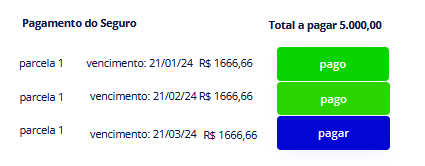 Pagamento do Seguro Total a pagar 5.000,00
parcela 1 vencimento: 21/01/24 R$ 1666,66 pago
parcela 1 vencimento: 21/02/24 R$ 1666,66 pago
parcela 1 vencimento: 21/03/24 R$ 1666,66 pagar